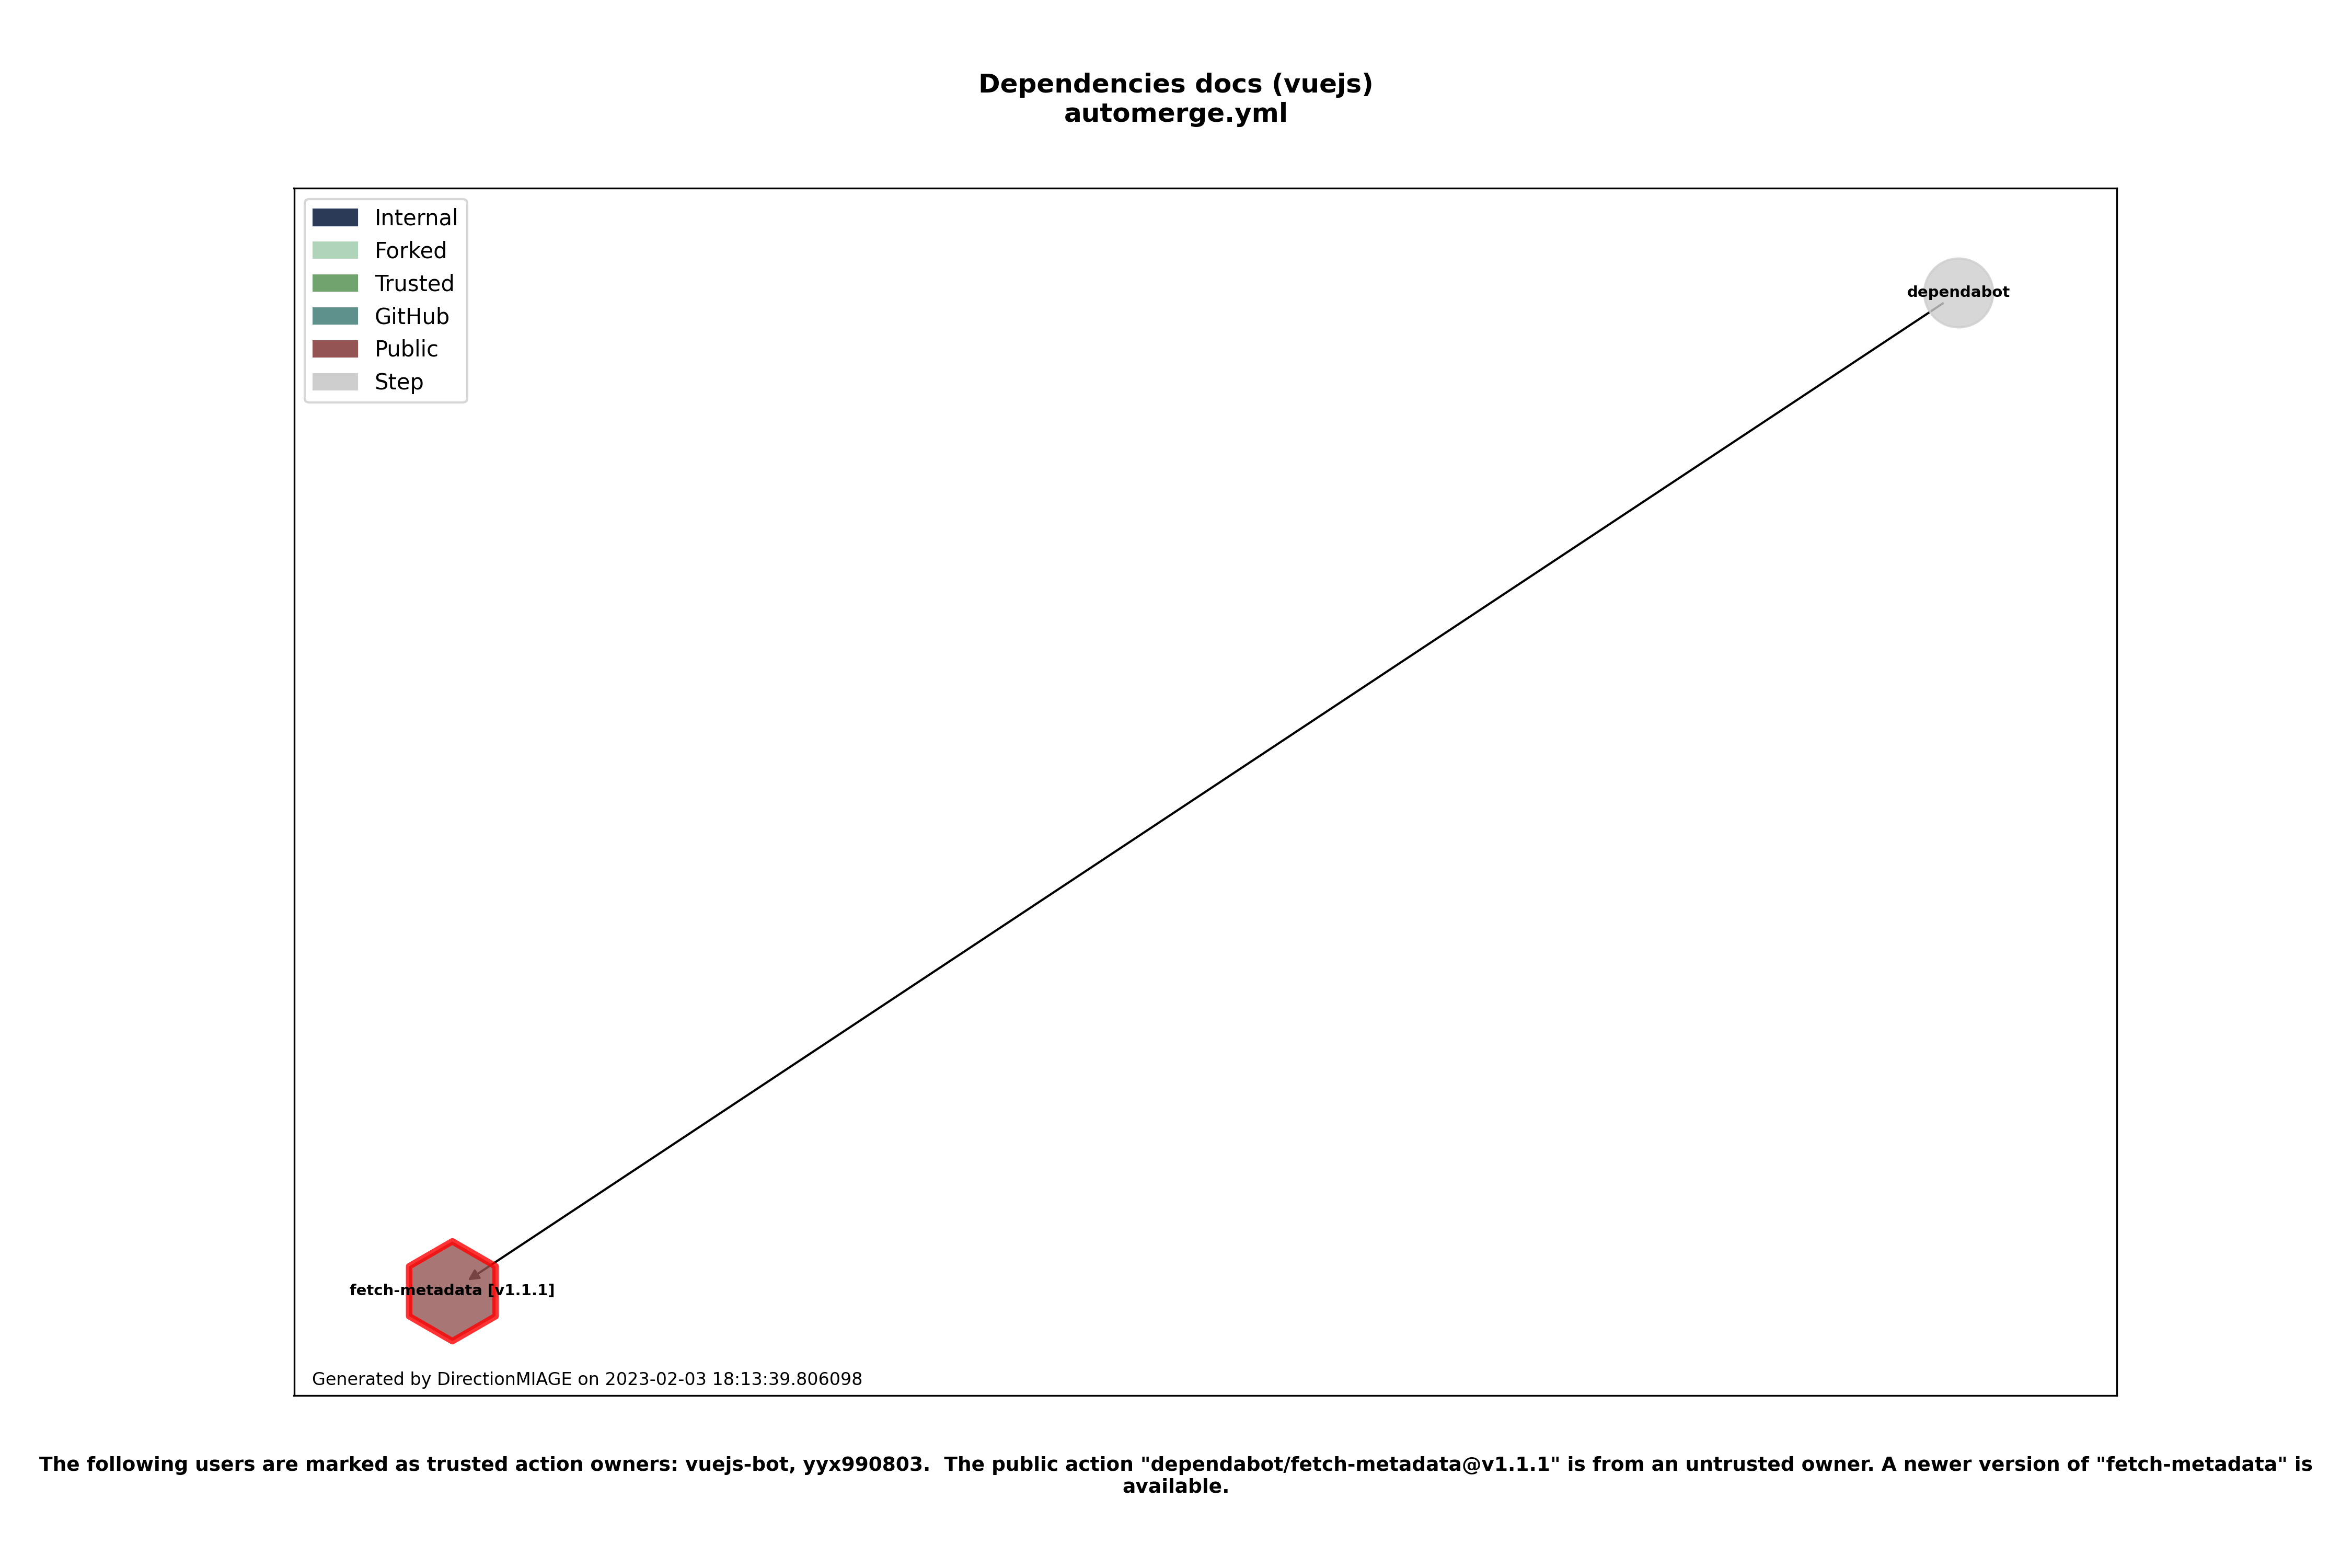 Dependencies docs (vuejs)
automerge.yml
Internal
Forked
Trusted
GitHub
Public
Step
dependabot
fetch-metadata [v1.1.1]
Generated by DirectionMIAGE on 2023-02-03 18:13:39.806098
The following users are marked as trusted action owners: vuejs-bot, yyx990803.  The public action "dependabot/fetch-metadata@v1.1.1" is from an untrusted owner. A newer version of "fetch-metadata" is
available.